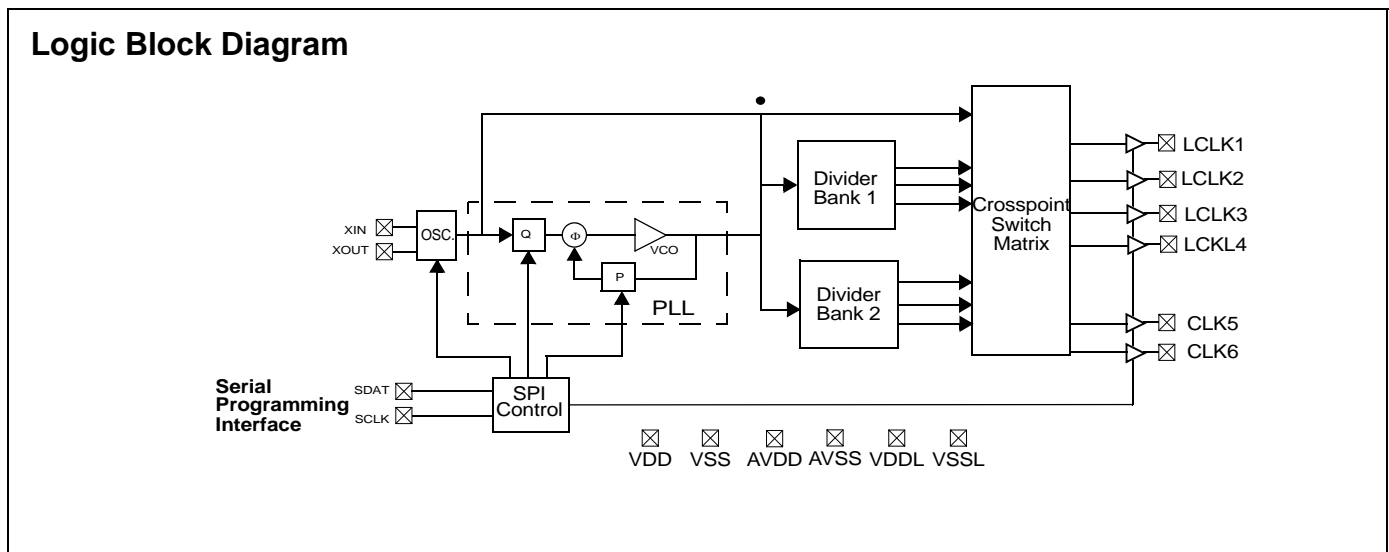 Logic Block Diagram
XIN
XOUT
OSC.
Q
Φ
VCO
P
PLL
Divider
Bank 1
Divider
Bank 2
Crosspoint
Switch
Matrix
LCLK1
LCLK2
LCLK3
LCKL4
CLK5
CLK6
Serial
Programming
Interface
SDAT
SCLK
SPI
Control
VDD
VSS
AVDD
AVSS
VDDL
VSSL